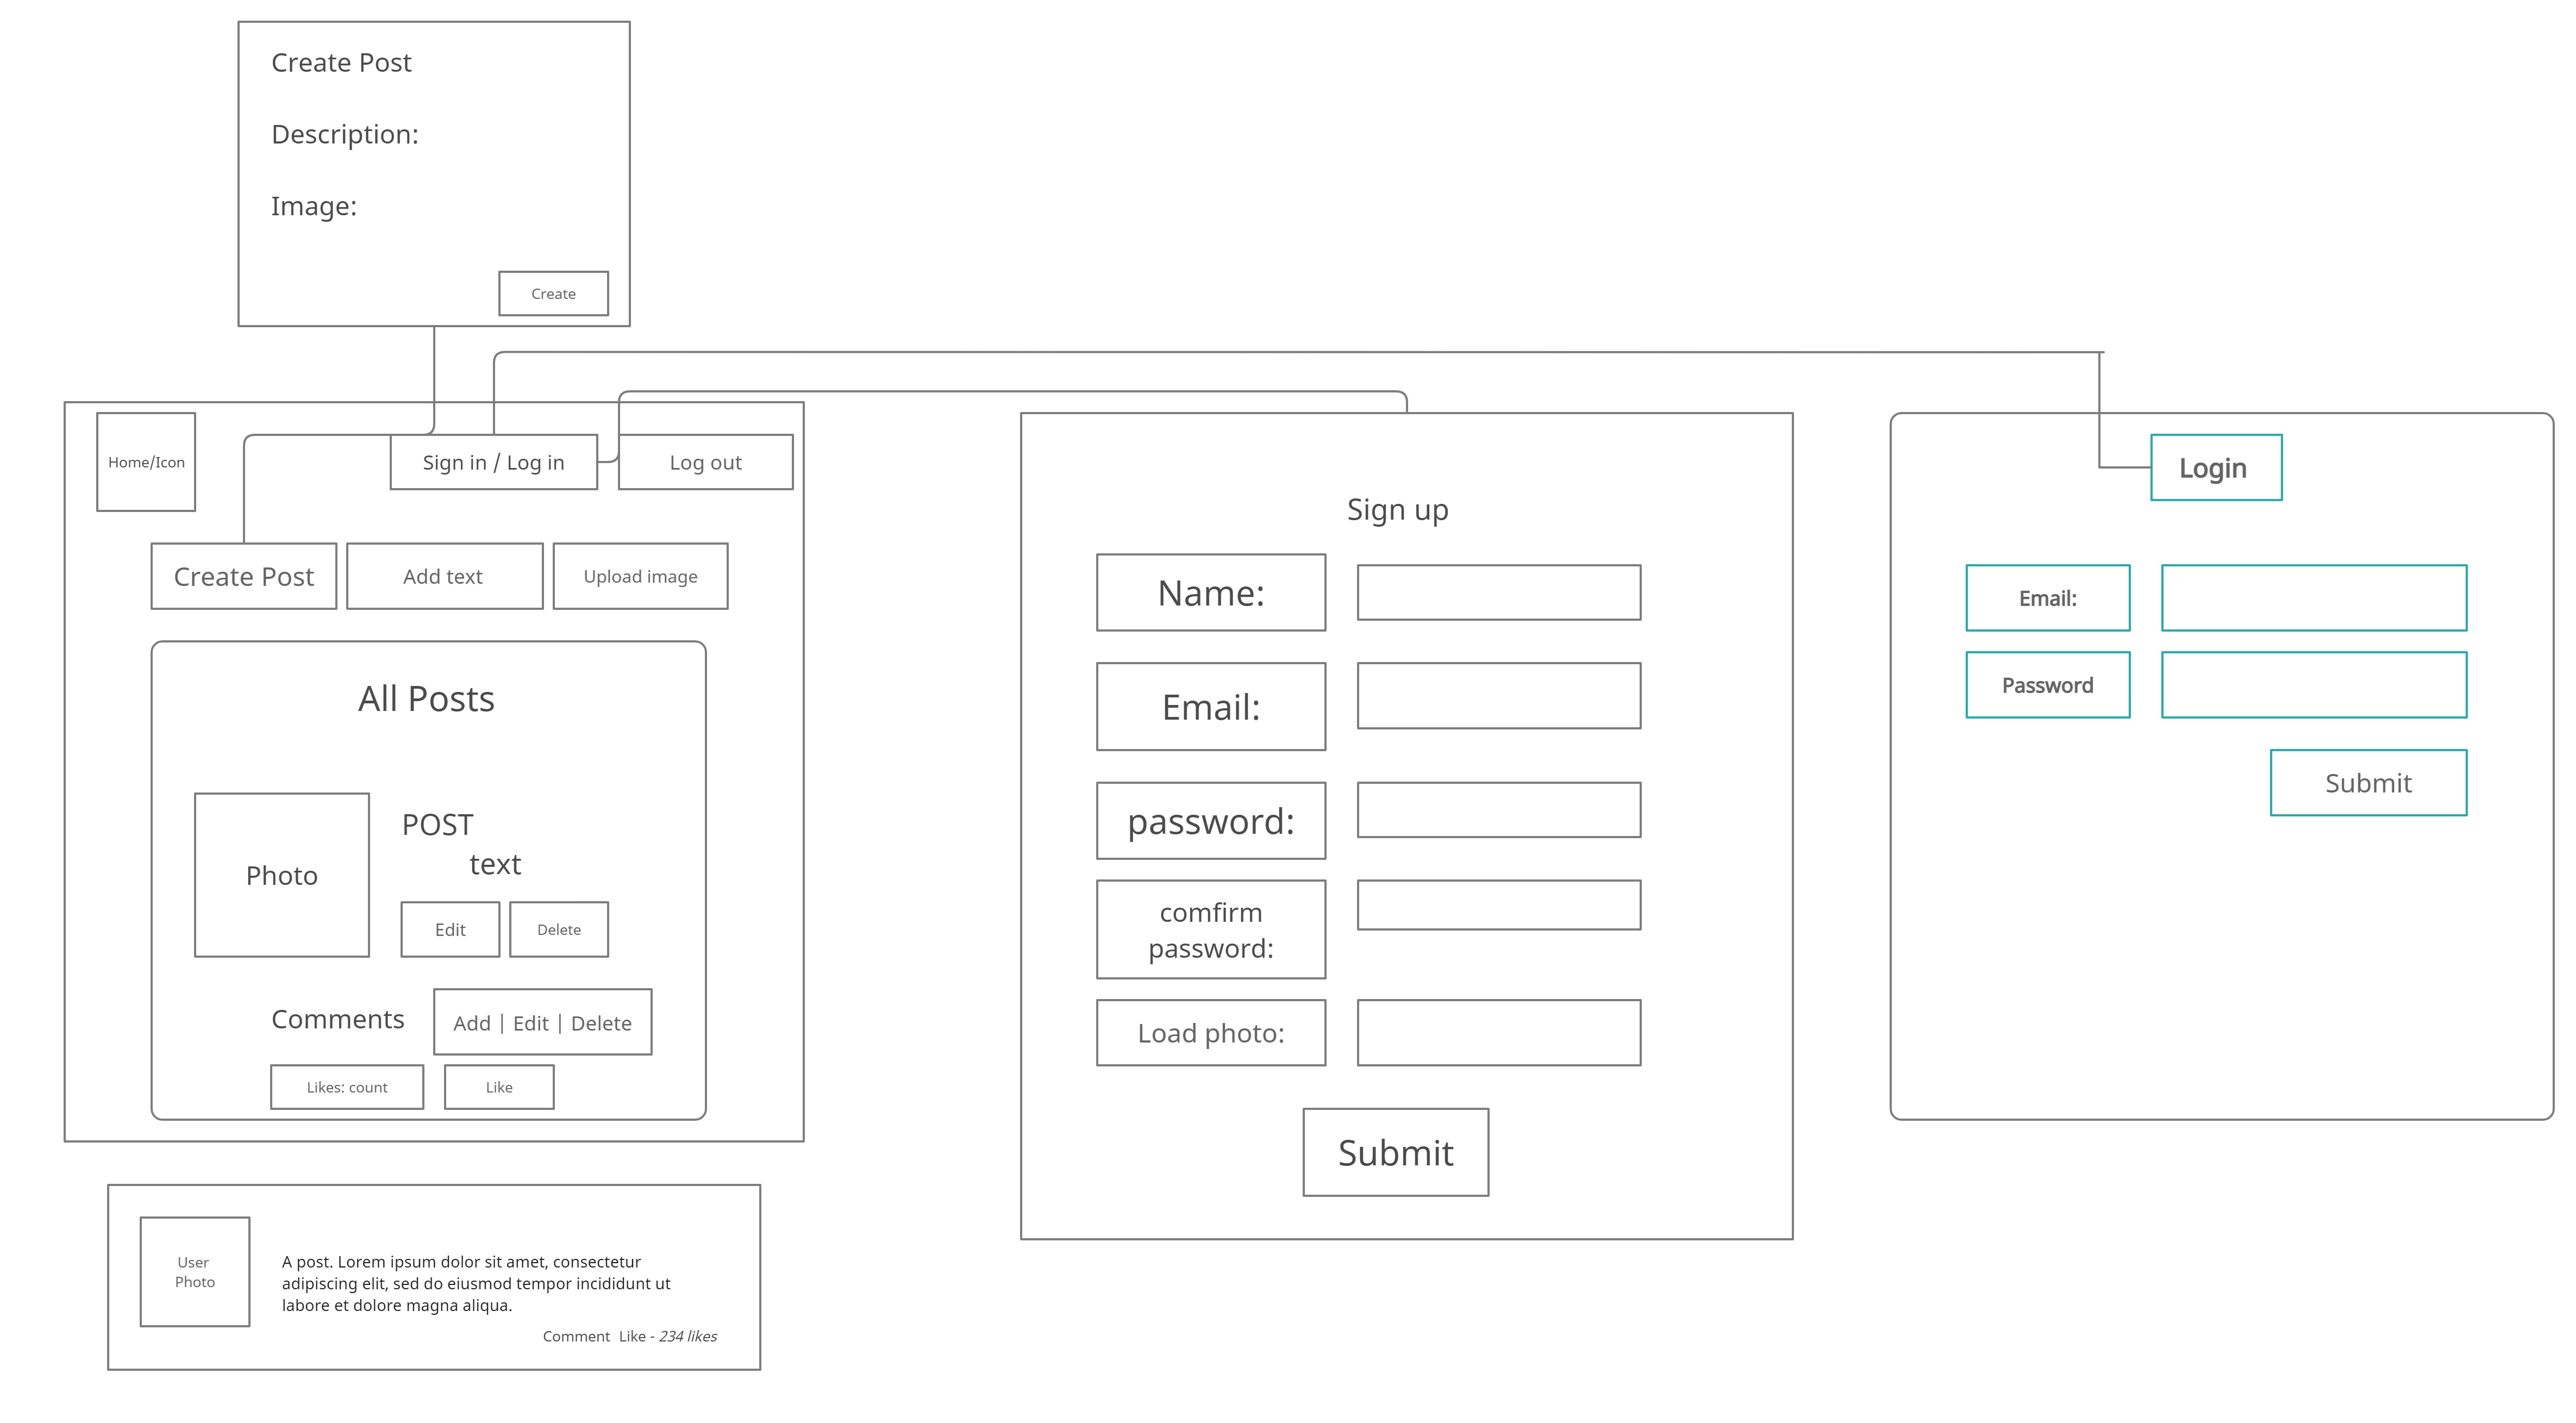 Create Post
Description:
Image:
Create
Home/Icon
Sign in / Log in
Log out
Create Post
Add text
Upload image
All Posts
Photo
POST
text
Edit
Delete
Comments
Add | Edit | Delete
Likes: count
Like
User
Photo
A post. Lorem ipsum dolor sit amet, consectetur
adipiscing elit, sed do eiusmod tempor incididunt ut
labore et dolore magna aliqua.
Comment Like - 234 likes
Sign up
Name:
Email:
password:
comfirm
password:
Load photo:
Submit
Login
Email:
Password
Submit